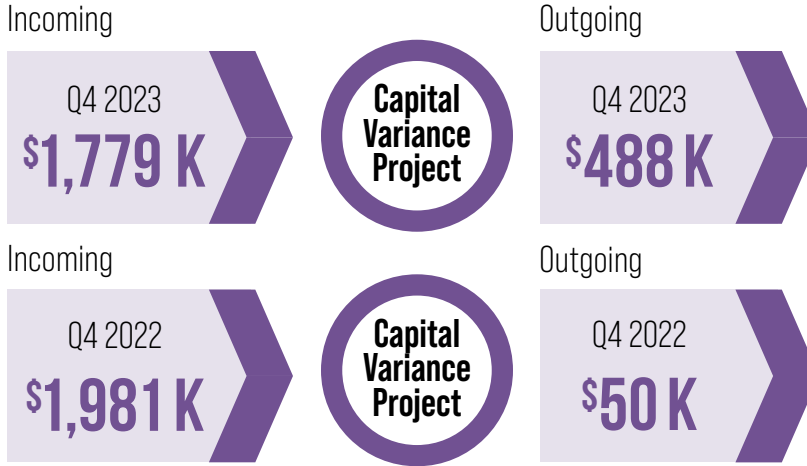 Incoming
Outgoing
Q4 2023
$1,779 K
Capital
Variance
Project
Q4 2023
$488 K
Incoming
Outgoing
Q4 2022
$1,981 K
Capital
Variance
Project
Q4 2022
$50 K